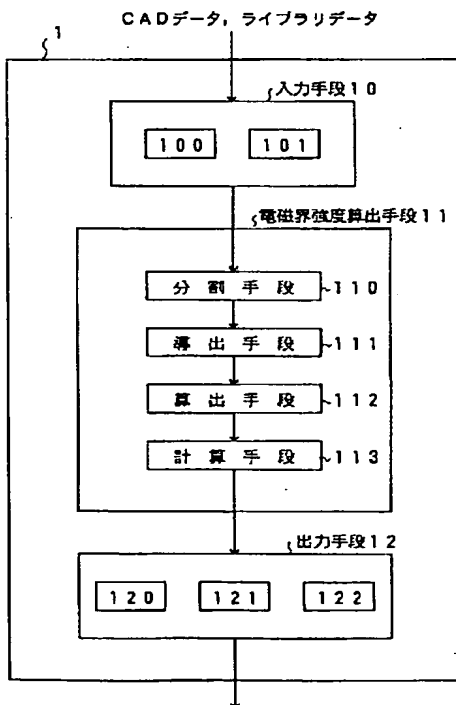 CADデータ，ライブラリデータ
1
入力手段10
100 101
電磁界強度算出手段11
分割手段 110
導出手段 111
算出手段 112
計算手段 113
出力手段12
120 121 122